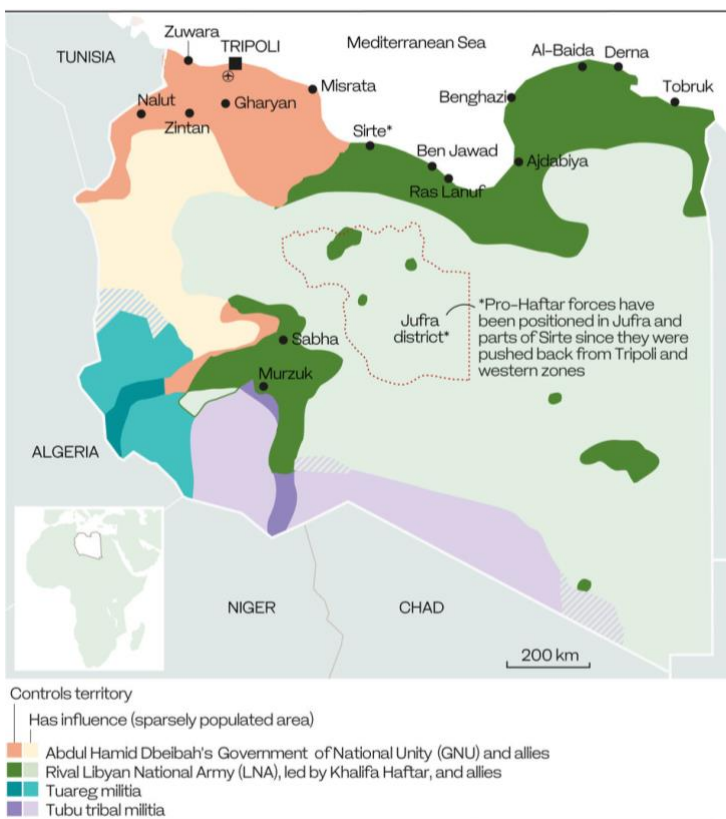 Zuwara
TUNISIA
TRIPOLI
Mediterranean Sea
Al-Baida
Derna
Misrata
Benghazi
Tobruk
Nalut
Gharyan
Zintan
Sirte*
Ben Jawad
Ajdabiya
Ras Lanuf
Jufra
district*
*Pro-Haftar forces have
been positioned in Jufra and
parts of Sirte since they were
pushed back from Tripoli and
western zones
Sabha
Murzuk
ALGERIA
NIGER
CHAD
200 km
Controls territory
Has influence (sparsely populated area)
Abdul Hamid Dbeibah's Government of National Unity (GNU) and allies
Rival Libyan National Army (LNA), led by Khalifa Haftar, and allies
Tuareg militia
Tubu tribal militia